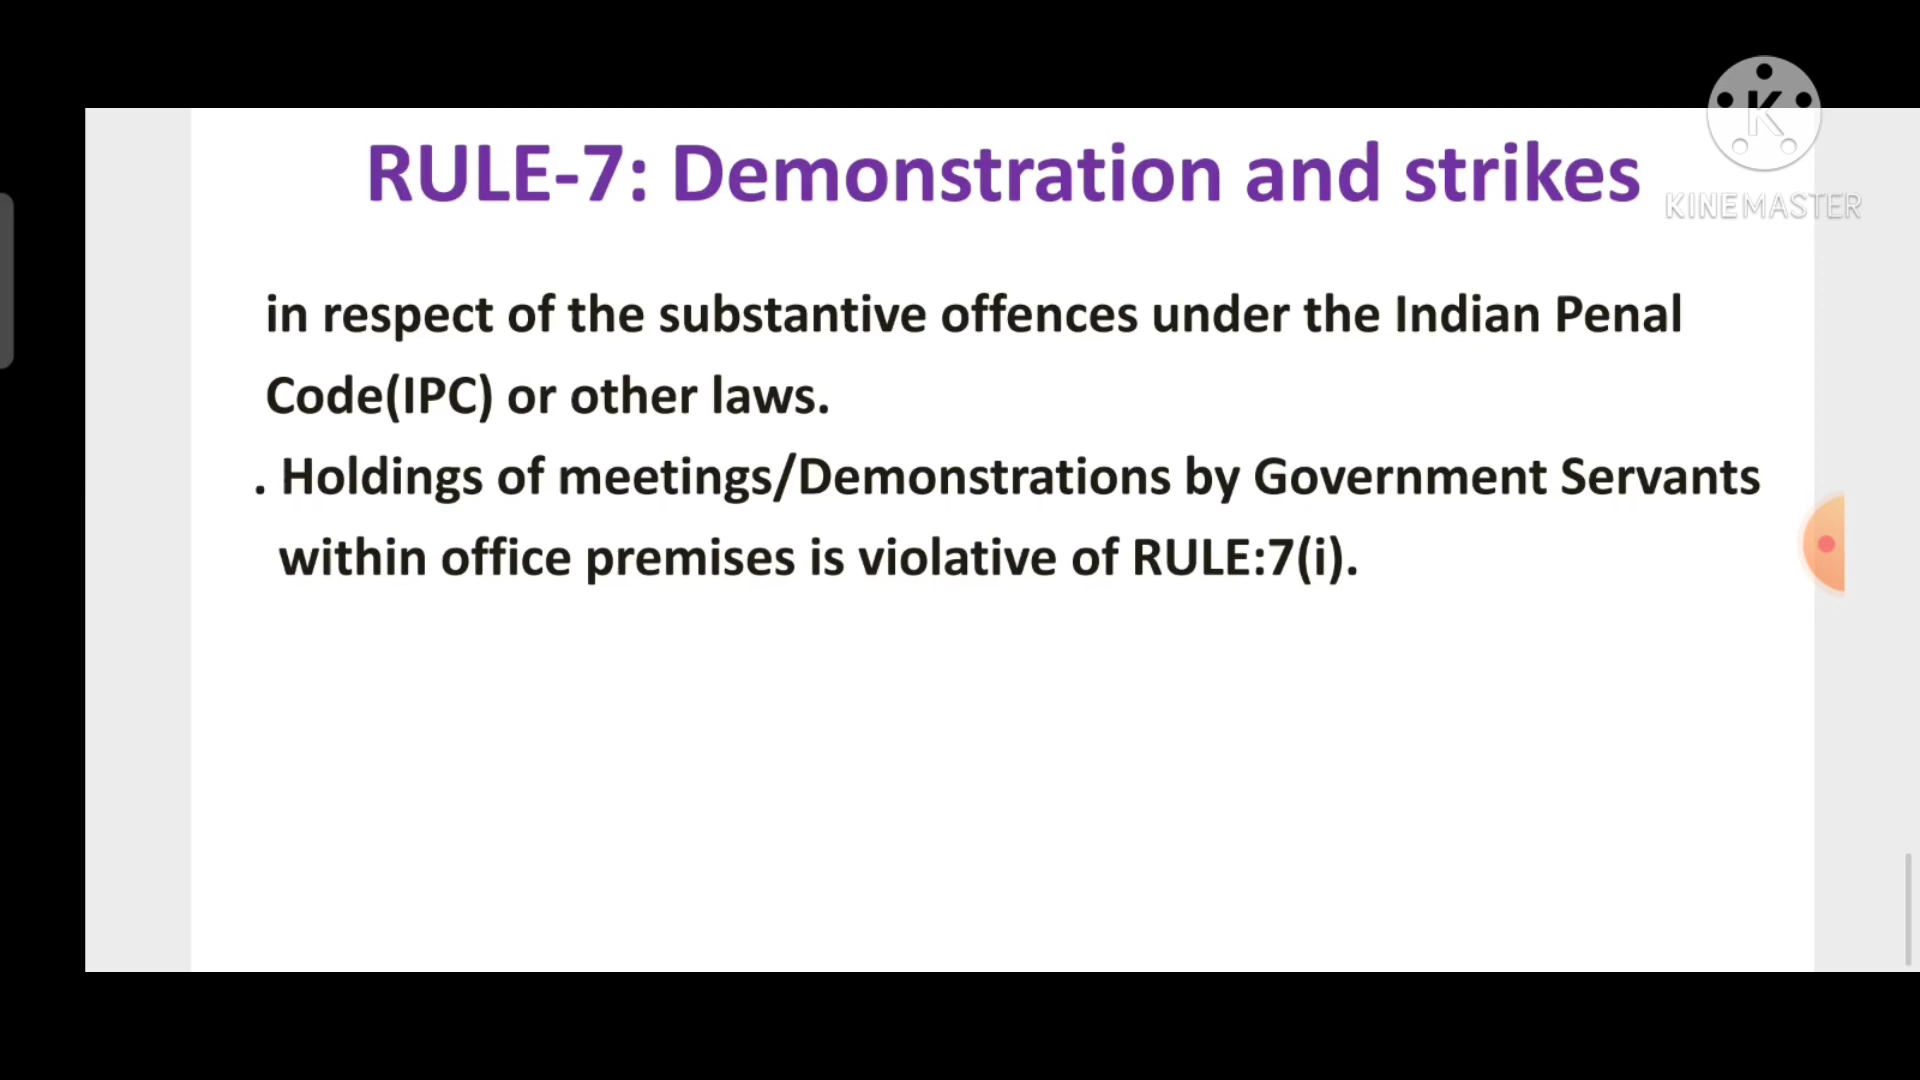 RULE-7: Demonstration and strikes
K
KINEMASTER
in respect of the substantive offences under the Indian Penal
Code(IPC) or other laws.
. Holdings of meetings/Demonstrations by Government Servants
within office premises is violative of RULE:7(i).